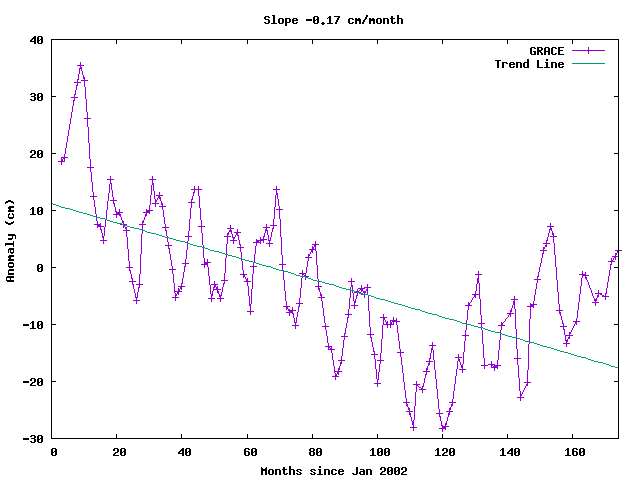 Slope -0.17 cm/month
GRACE
Trend Line
40
30
20
10
0
-10
-20
-30
Anomaly (cm)
0 20 40 60 80 100 120 140 160
Months since Jan 2002